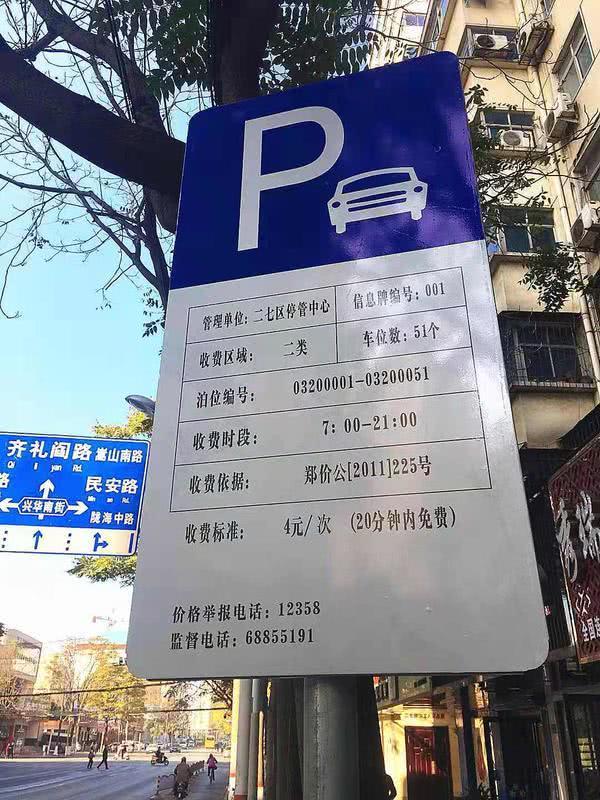 P
管理单位：二七区停管中心 信息牌编号：001
收费区域： 二类 车位数：51个
泊位编号： 03200001-03200051
收费时段： 7：00-21:00
收费依据： 郑价公[2011]225号
收费标准： 4元/次 (20分钟内免费)
价格举报电话：12358
监督电话：68855191
齐礼阎路 嵩山南路
路 民安路
兴华南街
陇海中路